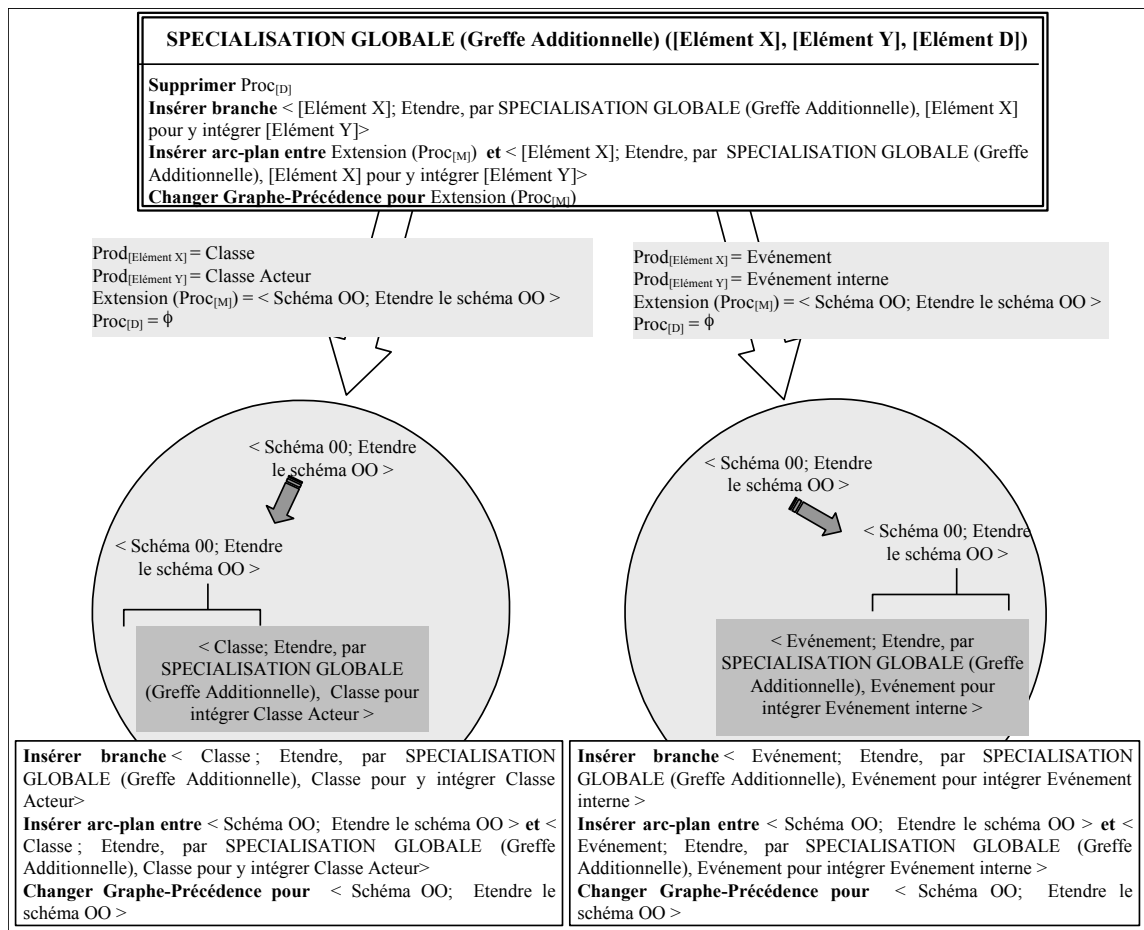 SPECIALISATION GLOBALE (Greffe Additionnelle) ([Elément X], [Elément Y], [Elément D])
Supprimer Proc[D]
Insérer branche < [Elément X]; Etendre, par SPECIALISATION GLOBALE (Greffe Additionnelle), [Elément X]
pour y intégrer [Elément Y]>
Insérer arc-plan entre Extension (Proc[M]) et < [Elément X]; Etendre, par SPECIALISATION GLOBALE (Greffe
Additionnelle), [Elément X] pour y intégrer [Elément Y]>
Changer Graphe-Précédence pour Extension (Proc[M])
Prod[Elément X] = Classe
Prod[Elément Y] = Classe Acteur
Extension (Proc[M]) = < Schéma OO; Etendre le schéma OO >
Proc[D] = ϕ
Prod[Elément X] = Evénement
Prod[Elément Y] = Evénement interne
Extension (Proc[M]) = < Schéma OO; Etendre le schéma OO >
Proc[D] = ϕ
< Schéma 00; Etendre
le schéma OO >
< Schéma 00; Etendre
le schéma OO >
< Classe; Etendre, par
SPECIALISATION GLOBALE
(Greffe Additionnelle), Classe pour
intégrer Classe Acteur >
< Schéma 00; Etendre
le schéma OO >
< Schéma 00; Etendre
le schéma OO >
< Evénement; Etendre, par
SPECIALISATION GLOBALE (Greffe
Additionnelle), Evénement pour
intégrer Evénement interne >
Insérer branche < Classe ; Etendre, par SPECIALISATION
GLOBALE (Greffe Additionnelle), Classe pour y intégrer Classe
Acteur>
Insérer arc-plan entre < Schéma OO; Etendre le schéma OO > et <
Classe ; Etendre, par SPECIALISATION GLOBALE (Greffe
Additionnelle), Classe pour y intégrer Classe Acteur>
Changer Graphe-Précédence pour < Schéma OO; Etendre le
schéma OO >
Insérer branche < Evénement; Etendre, par SPECIALISATION
GLOBALE (Greffe Additionnelle), Evénement pour intégrer Evénement
interne >
Insérer arc-plan entre < Schéma OO; Etendre le schéma OO > et <
Evénement; Etendre, par SPECIALISATION GLOBALE (Greffe
Additionnelle), Evénement pour intégrer Evénement interne >
Changer Graphe-Précédence pour < Schéma OO; Etendre le
schéma OO >